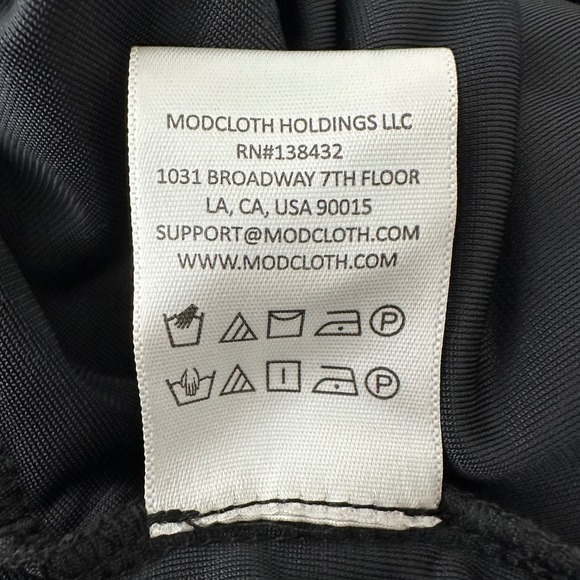 MODCLOTH HOLDINGS LLC
RN#138432
1031 BROADWAY 7TH FLOOR
LA, CA, USA 90015
SUPPORT@MODCLOTH.COM
WWW.MODCLOTH.COM
P
P